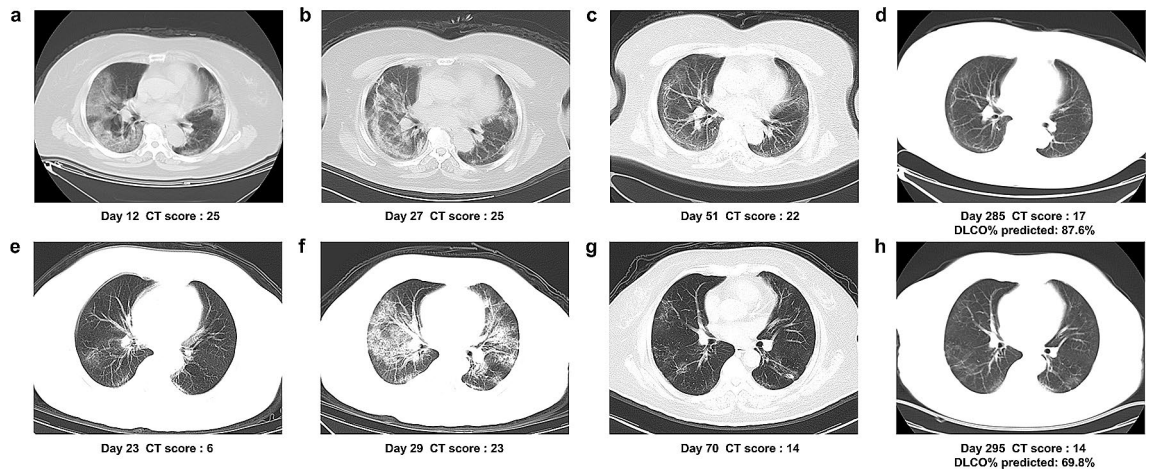 a
b
c
d
Day 12 CT score : 25
Day 27 CT score : 25
Day 51 CT score : 22
Day 285 CT score : 17
DLCO% predicted: 87.6%
e
f
g
h
Day 23 CT score : 6
Day 29 CT score : 23
Day 70 CT score : 14
Day 295 CT score : 14
DLCO% predicted: 69.8%